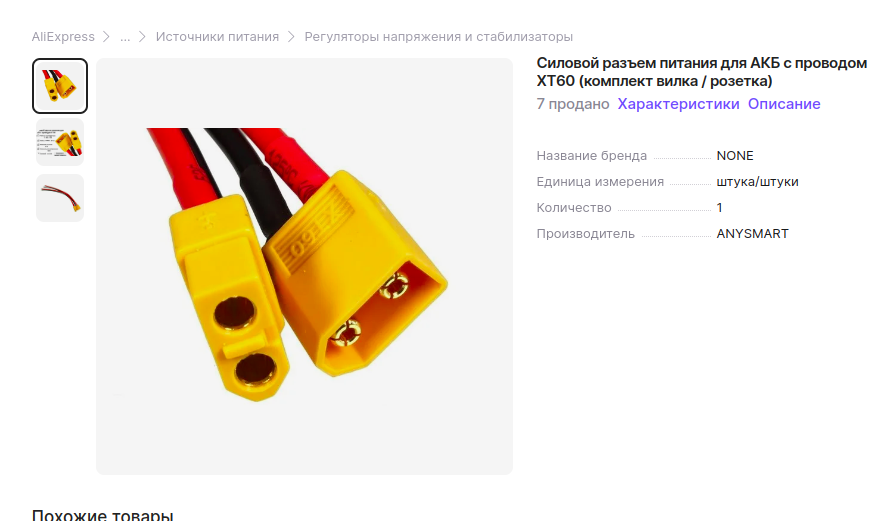 AliExpress
...
Источники питания
Регуляторы напряжения и стабилизаторы
Силовой разъем питания для АКБ с проводом
XT60 (комплект вилка / розетка)
7 продано Характеристики Описание
Название бренда NONE
Единица измерения штука/штуки
Количество 1
Производитель ANYSMART
Похожие товары